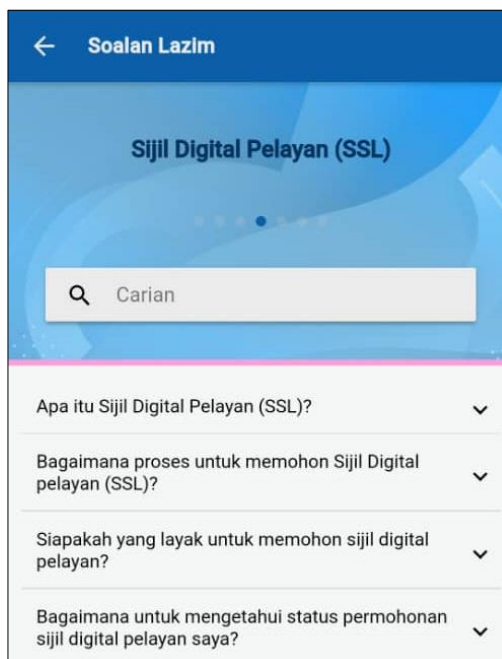 Soalan Lazim
Sijil Digital Pelayan (SSL)
Carian
Apa itu Sijil Digital Pelayan (SSL)?
Bagaimana proses untuk memohon Sijil Digital
pelayan (SSL)?
Siapakah yang layak untuk memohon sijil digital
pelayan?
Bagaimana untuk mengetahui status permohonan
sijil digital pelayan saya?